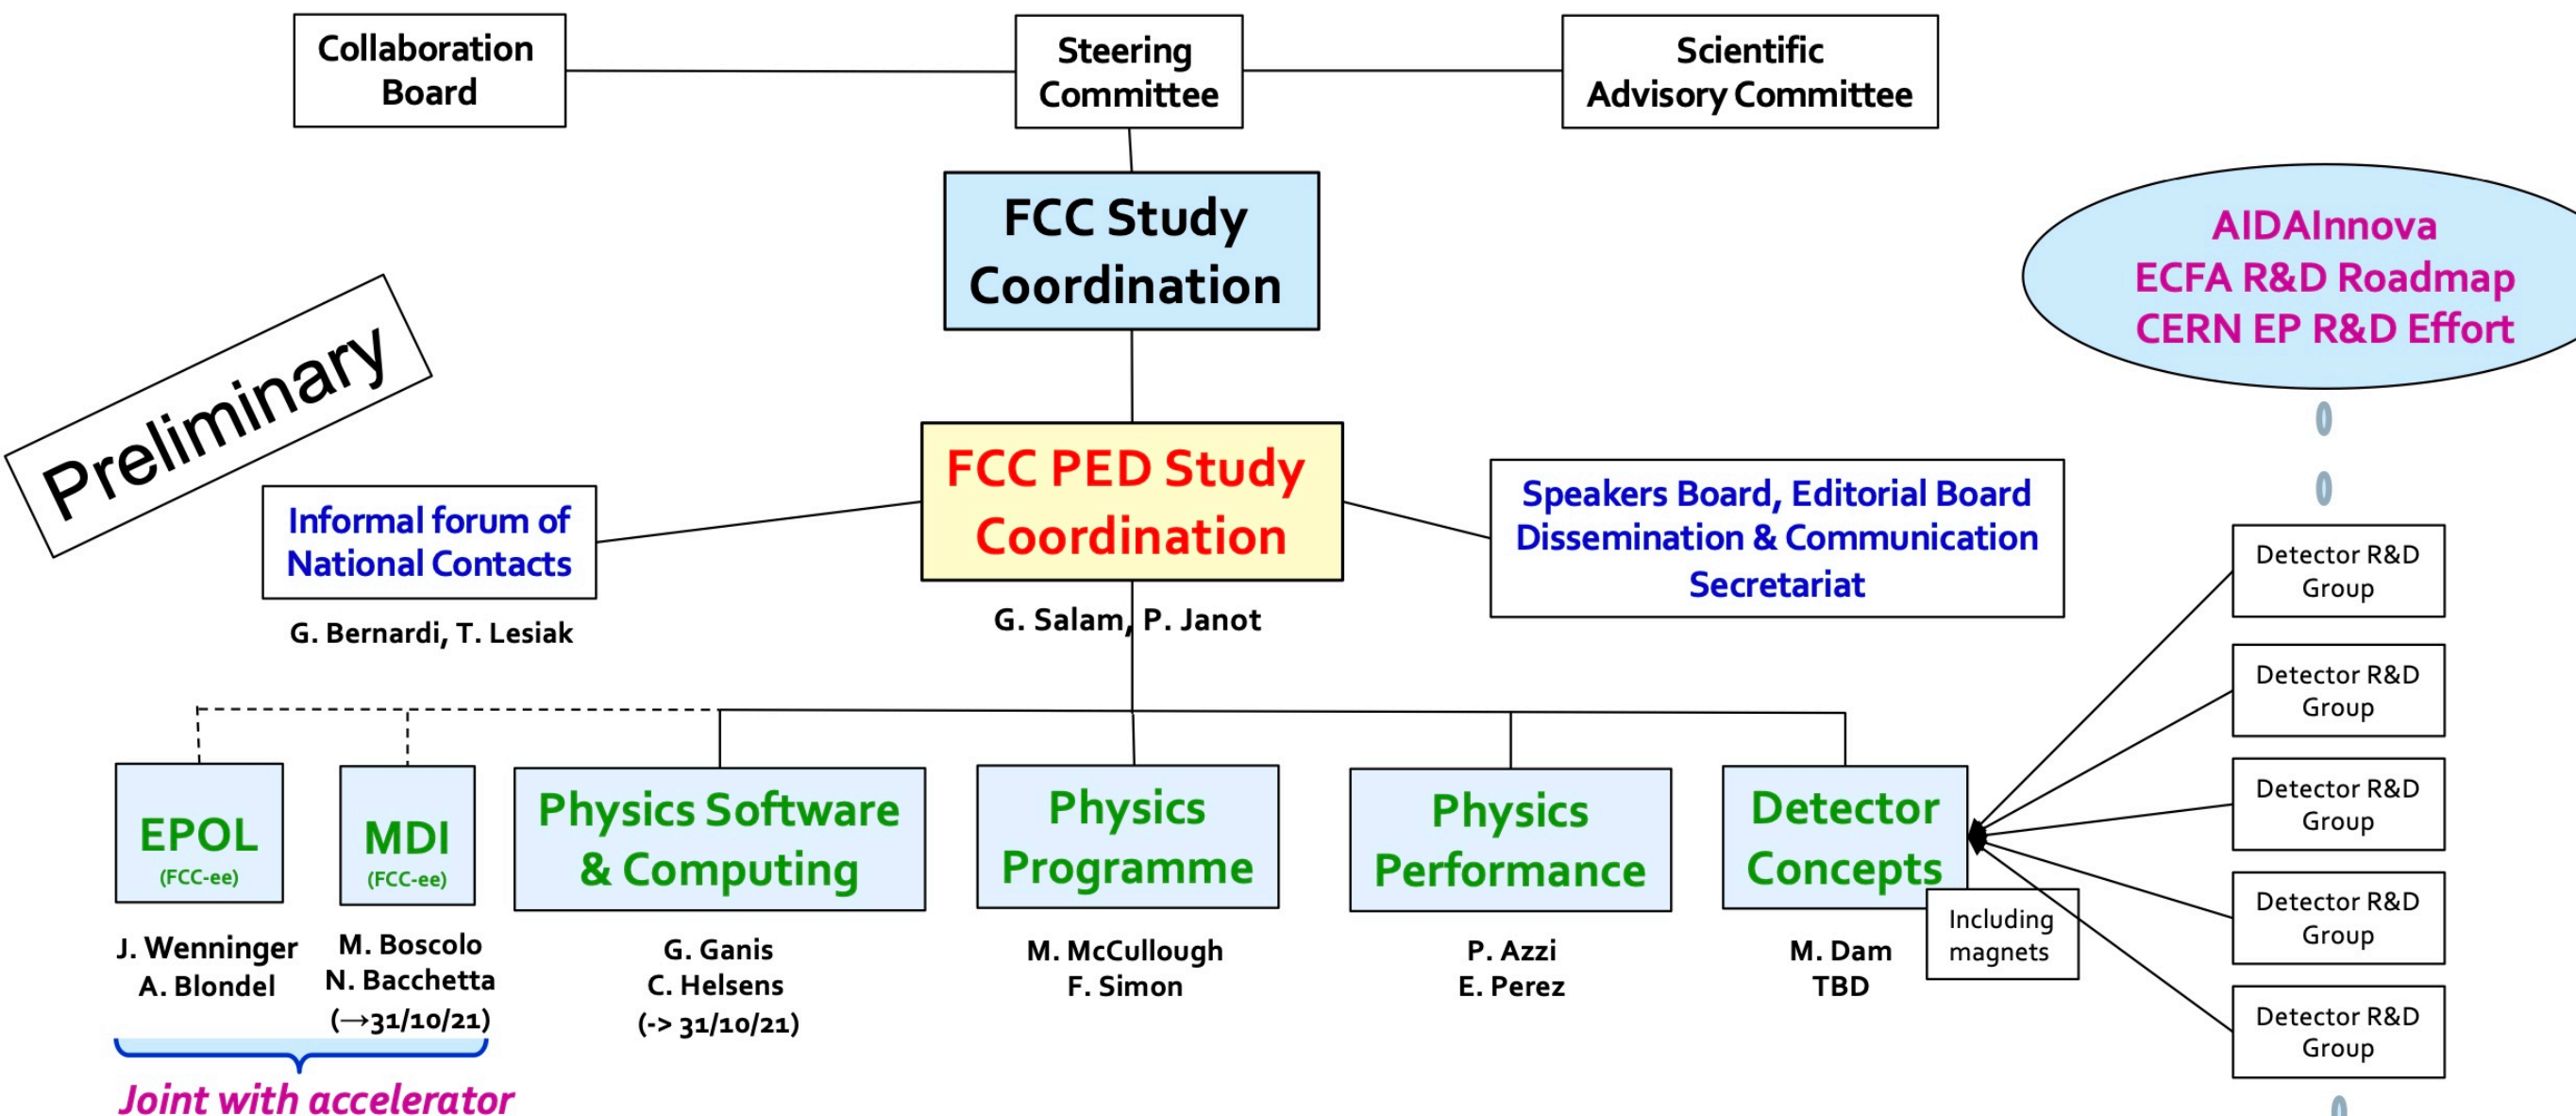 Collaboration
Board
Steering
Committee
Scientific
Advisory Committee
FCC Study
Coordination
AIDAInnova
ECFA R&D Roadmap
CERN EP R&D Effort
Preliminary
FCC PED Study
Coordination
G. Salam, P. Janot
Informal forum of
National Contacts
G. Bernardi, T. Lesiak
Speakers Board, Editorial Board
Dissemination & Communication
Secretariat
Detector R&D
Group
Detector R&D
Group
Detector R&D
Group
Detector R&D
Group
Detector R&D
Group
EPOL
(FCC-ee)
J. Wenninger
A. Blondel
MDI
(FCC-ee)
M. Boscolo
N. Bacchetta
(→31/10/21)
Joint with accelerator
Physics Software
& Computing
G. Ganis
C. Helsens
(-> 31/10/21)
Physics
Programme
M. McCullough
F. Simon
Physics
Performance
P. Azzi
E. Perez
Detector
Concepts
M. Dam
TBD
Including
magnets